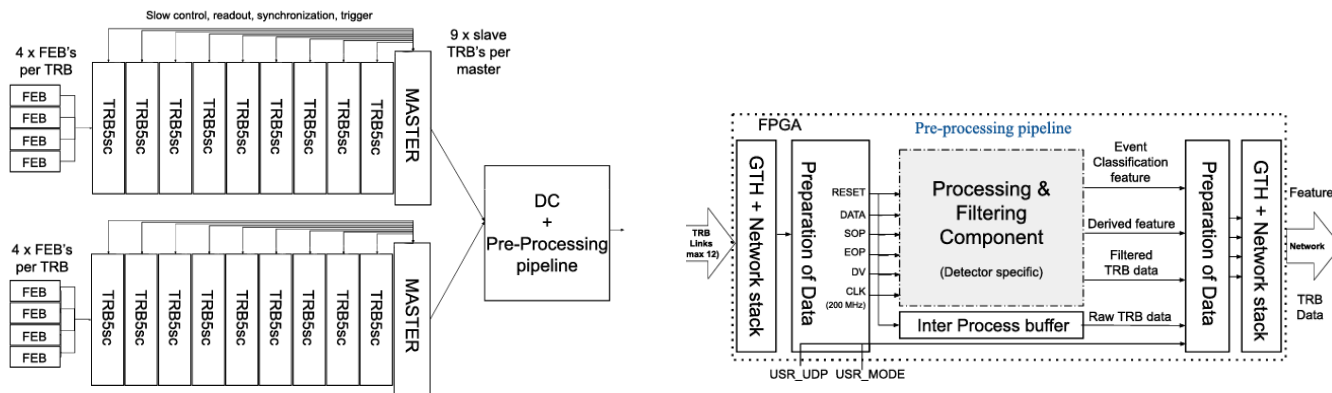 Slow control, readout, synchronization, trigger
4 x FEB's
per TRB
9 x slave
TRB's per
master
FEB
FEB
FEB
FEB
TRB5sc
TRB5sc
TRB5sc
TRB5sc
TRB5sc
TRB5sc
TRB5sc
TRB5sc
TRB5sc
MASTER
DC
+
Pre-Processing
pipeline
4 x FEB's
per TRB
FEB
FEB
FEB
FEB
TRB5sc
TRB5sc
TRB5sc
TRB5sc
TRB5sc
TRB5sc
TRB5sc
TRB5sc
TRB5sc
MASTER
FPGA
Pre-processing pipeline
TRB
Links
max 12)
GTH + Network stack
Preparation of Data
RESET
DATA
SOP
EOP
DV
CLK
(200 MHz)
Processing &
Filtering
Component
(Detector specific)
Inter Process buffer
Event
Classification
feature
Derived feature
Filtered
TRB data
Raw TRB data
Preparation of Data
GTH + Network stack
Feature
Network
TRB
Data
USR_UDP
USR_MODE